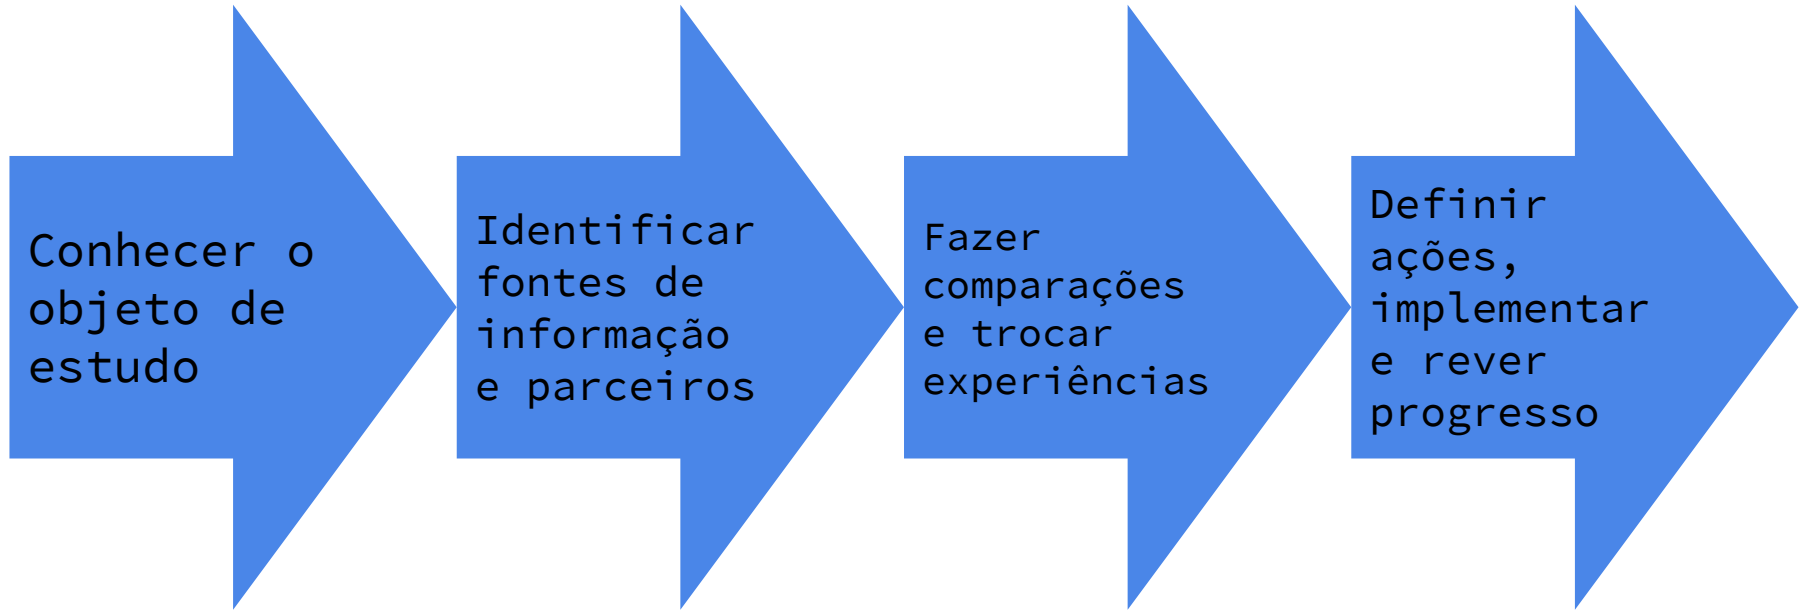 Conhecer o
objeto de
estudo
Identificar
fontes de
informação
e parceiros
Fazer
comparações
e trocar
experiências
Definir
ações,
implementar
e rever
progresso